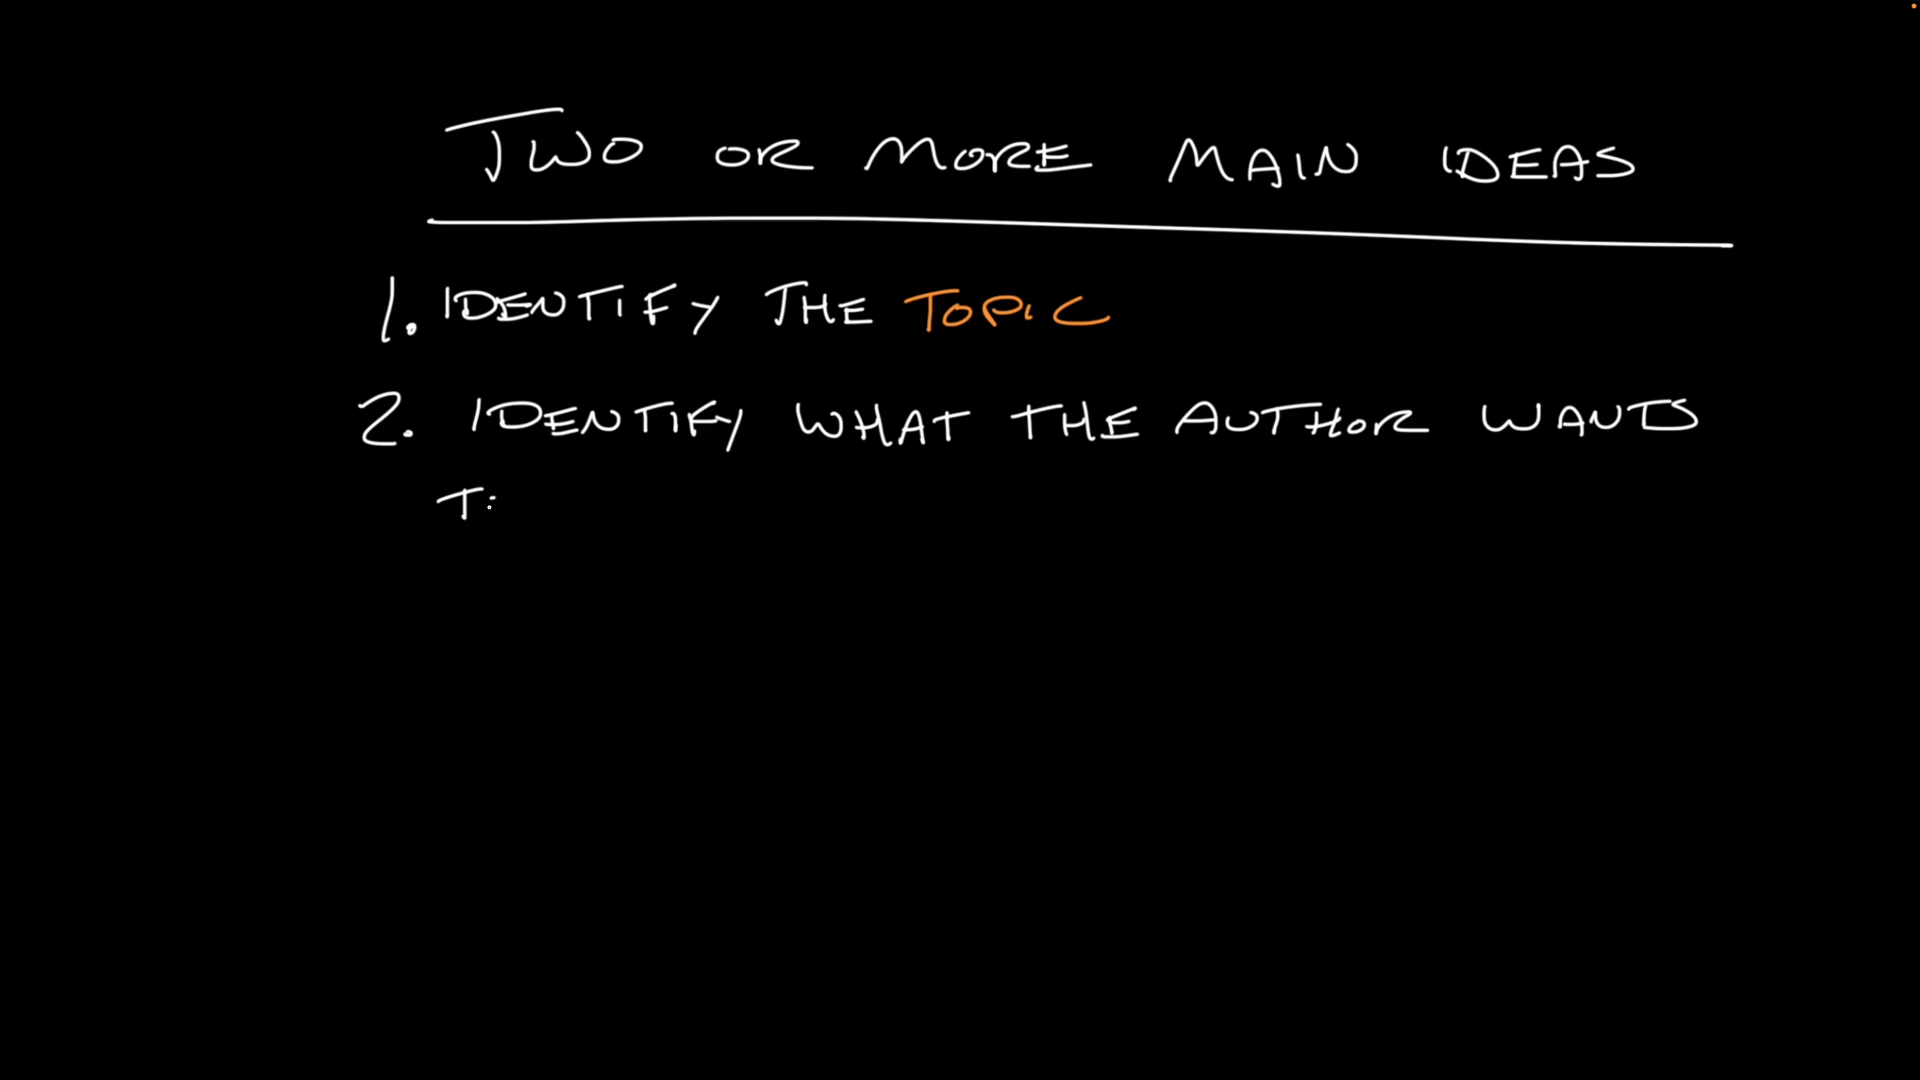 TWO OR MORE MAIN IDEAS
1. IDENTIFY THE TOPIC
2. IDENTIFY WHAT THE AUTHOR WANTS
T